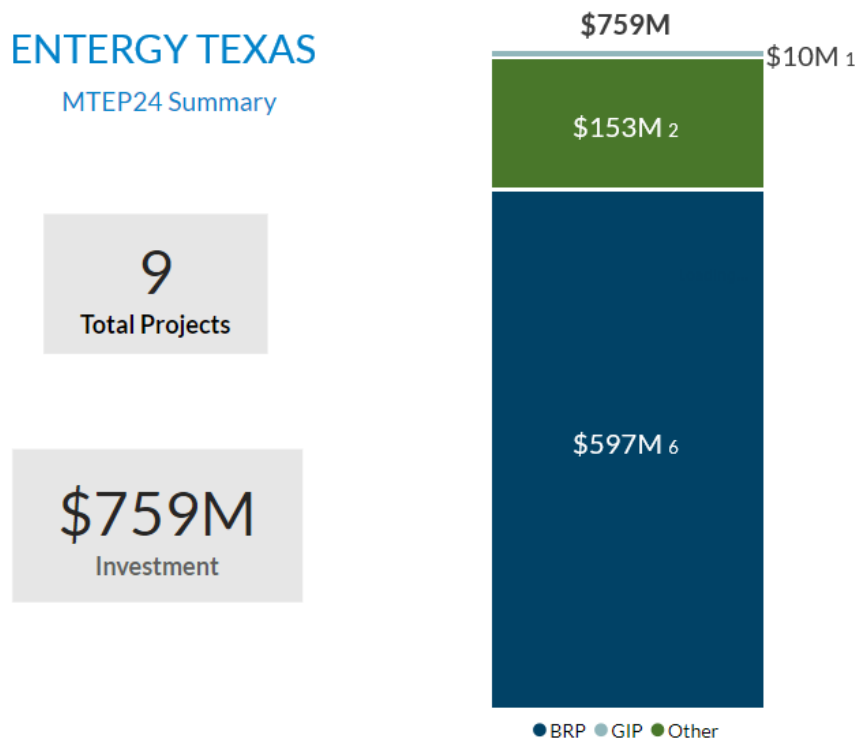 ENTERGY TEXAS
MTEP24 Summary
9
Total Projects
$759M
Investment
$759M
$10M 1
$153M 2
$597M 6
BRP GIP Other